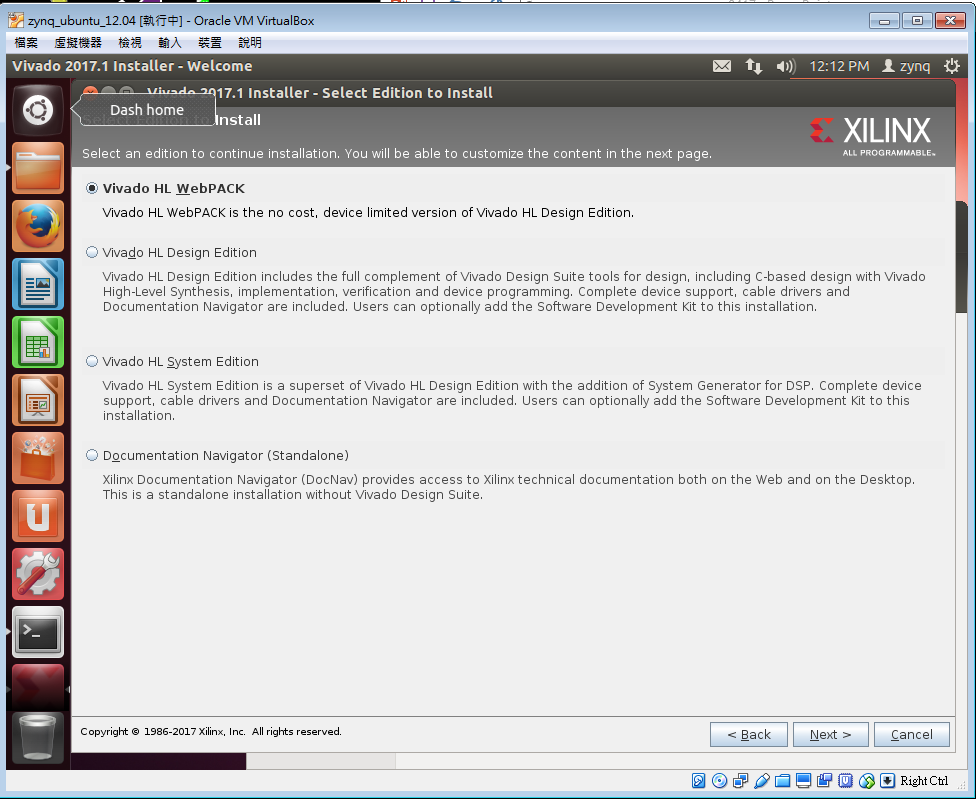 zynq_ubuntu_12.04 [執行中] - Oracle VM VirtualBox
檔案 虛擬機器 檢視 輸入 裝置 說明
Vivado 2017.1 Installer - Welcome 12:12 PM zynq
Vivado 2017.1 Installer - Select Edition to Install
Dash home
Select Edition to Install
XILINX
ALL PROGRAMMABLE™
Select an edition to continue installation. You will be able to customize the content in the next page.
Vivado HL WebPACK
Vivado HL WebPACK is the no cost, device limited version of Vivado HL Design Edition.
Vivado HL Design Edition
Vivado HL Design Edition includes the full complement of Vivado Design Suite tools for design, including C-based design with Vivado
High-Level Synthesis, implementation, verification and device programming. Complete device support, cable drivers and
Documentation Navigator are included. Users can optionally add the Software Development Kit to this installation.
Vivado HL System Edition
Vivado HL System Edition is a superset of Vivado HL Design Edition with the addition of System Generator for DSP. Complete device
support, cable drivers and Documentation Navigator are included. Users can optionally add the Software Development Kit to this
installation.
Documentation Navigator (Standalone)
Xilinx Documentation Navigator (DocNav) provides access to Xilinx technical documentation both on the Web and on the Desktop.
This is a standalone installation without Vivado Design Suite.
Copyright © 1986-2017 Xilinx, Inc. All rights reserved.
< Back Next > Cancel
Right Ctrl